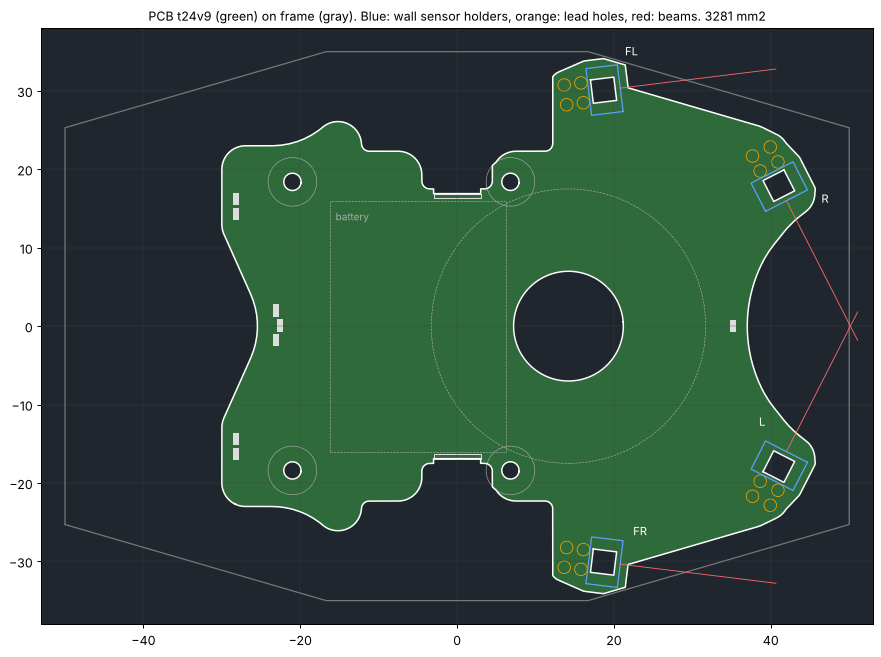 PCB t24v9 (green) on frame (gray). Blue: wall sensor holders, orange: lead holes, red: beams. 3281 mm2
FL
30
20
R
battery
10
0
−10
L
−20
FR
−30
−40
−20
0
20
40